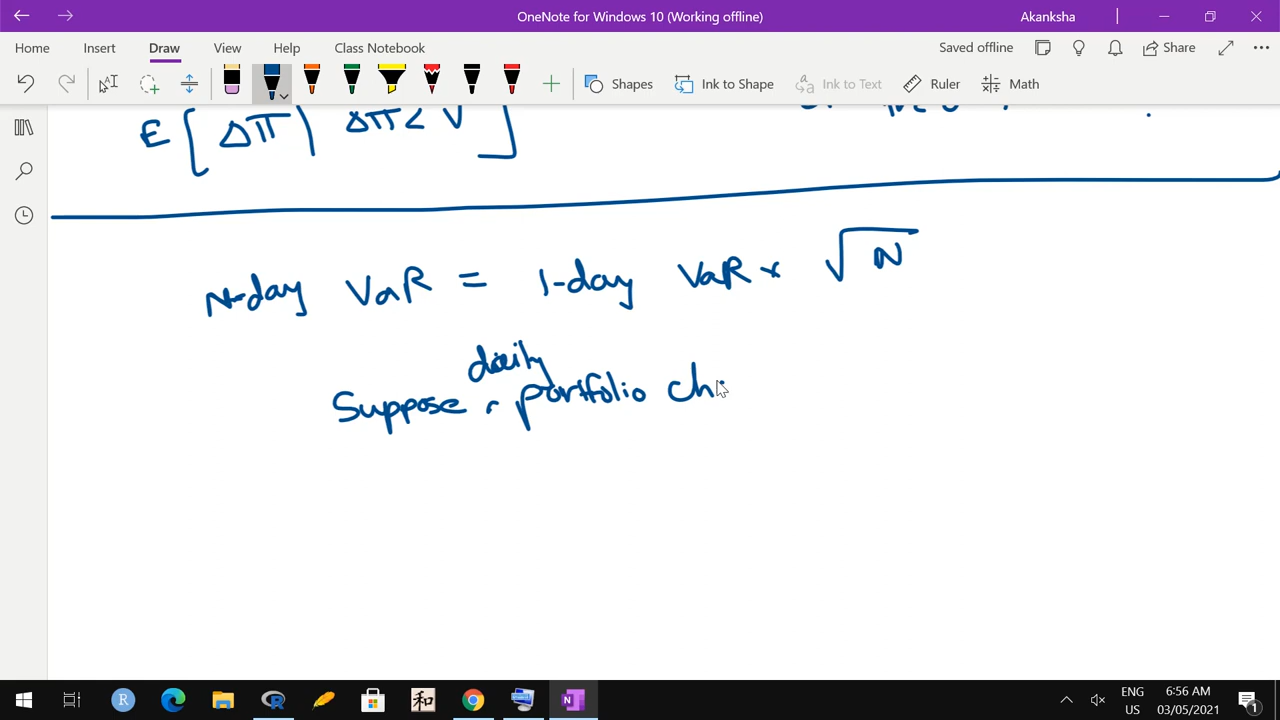 OneNote for Windows 10 (Working offline)
Akanksha
Home Insert Draw View Help Class Notebook
Saved offline
Share
Shapes Ink to Shape Ink to Text Ruler Math
E[ΔΠ| ΔΠ< V]
N-day VaR = 1-day VaR × √N
daily
Suppose portfolio ch
ENG 6:56 AM
US 03/05/2021